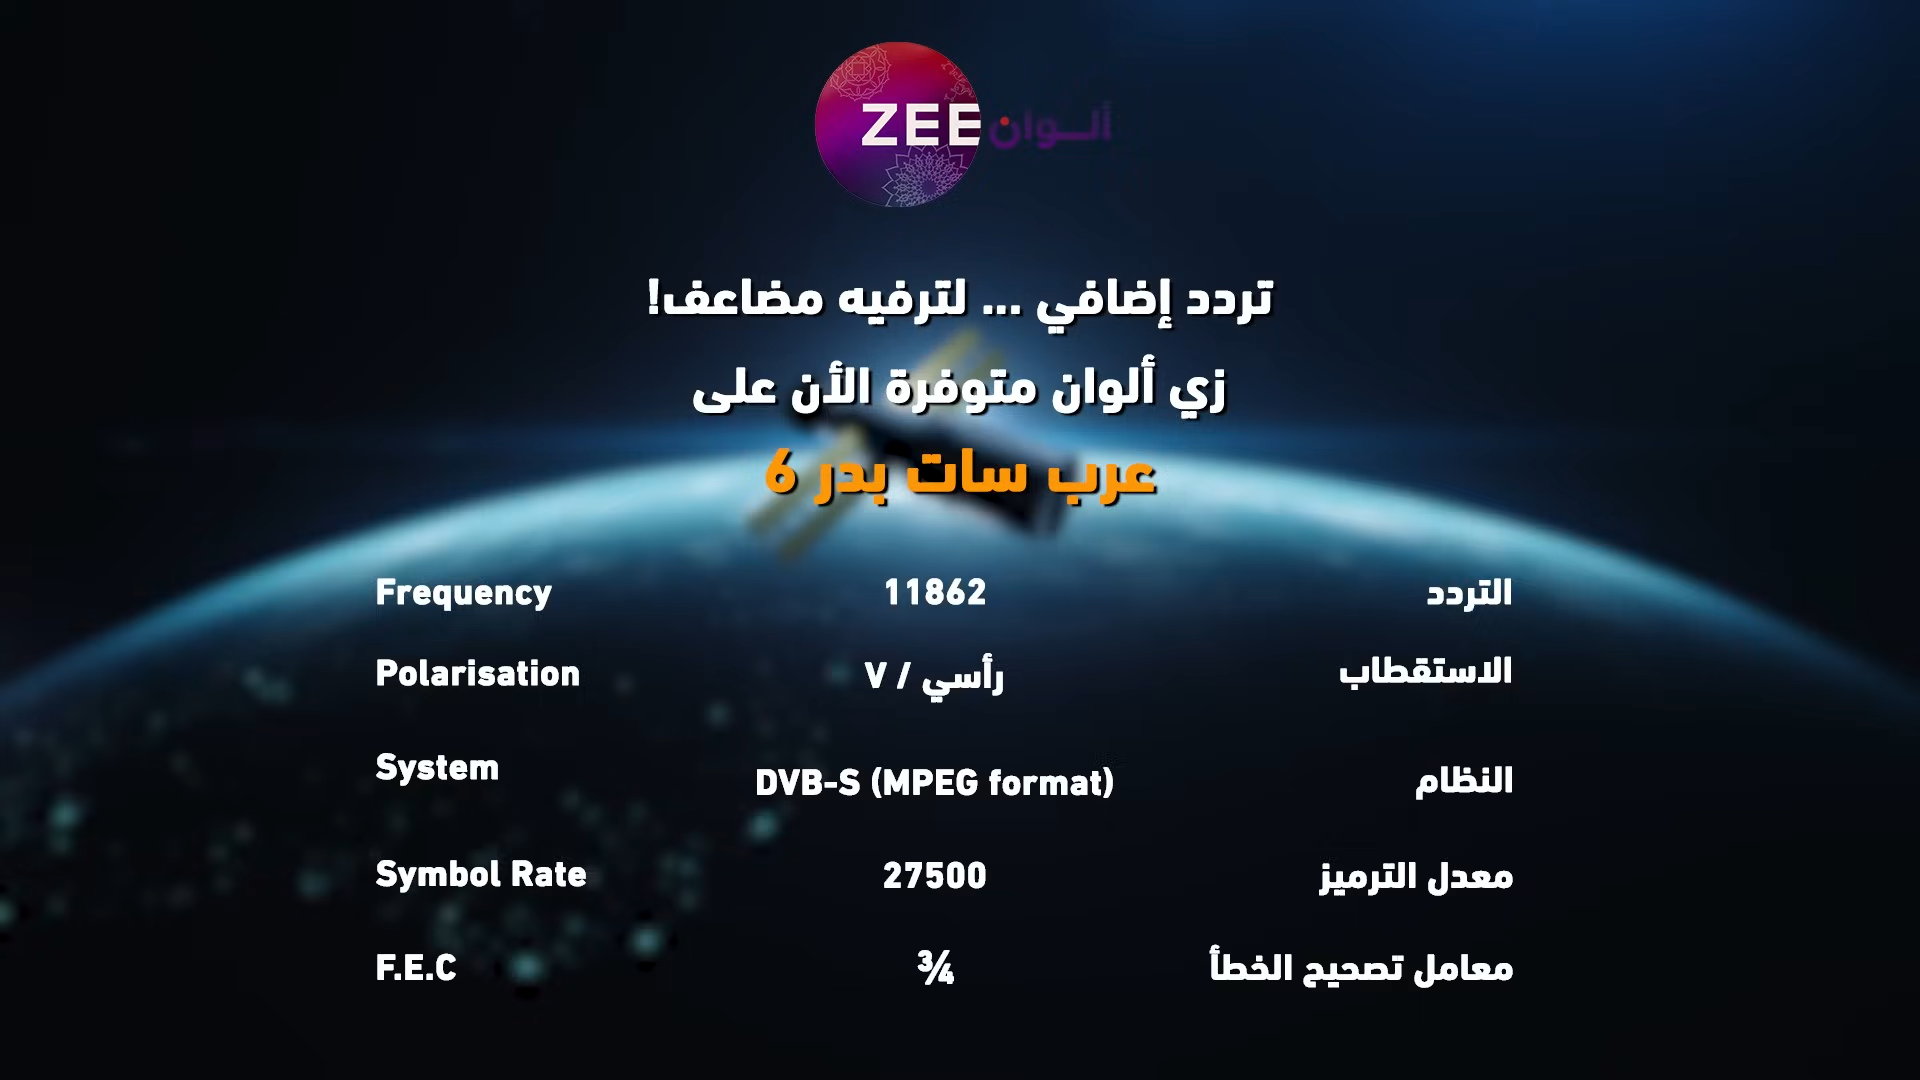 ZEE ألوان
تردد إضافي ... لترفيه مضاعف!
زي ألوان متوفرة الأن على
عرب سات بدر 6
Frequency 11862 التردد
Polarisation رأسي / V الاستقطاب
System DVB-S (MPEG format) النظام
Symbol Rate 27500 معدل الترميز
F.E.C ¾ معامل تصحيح الخطأ